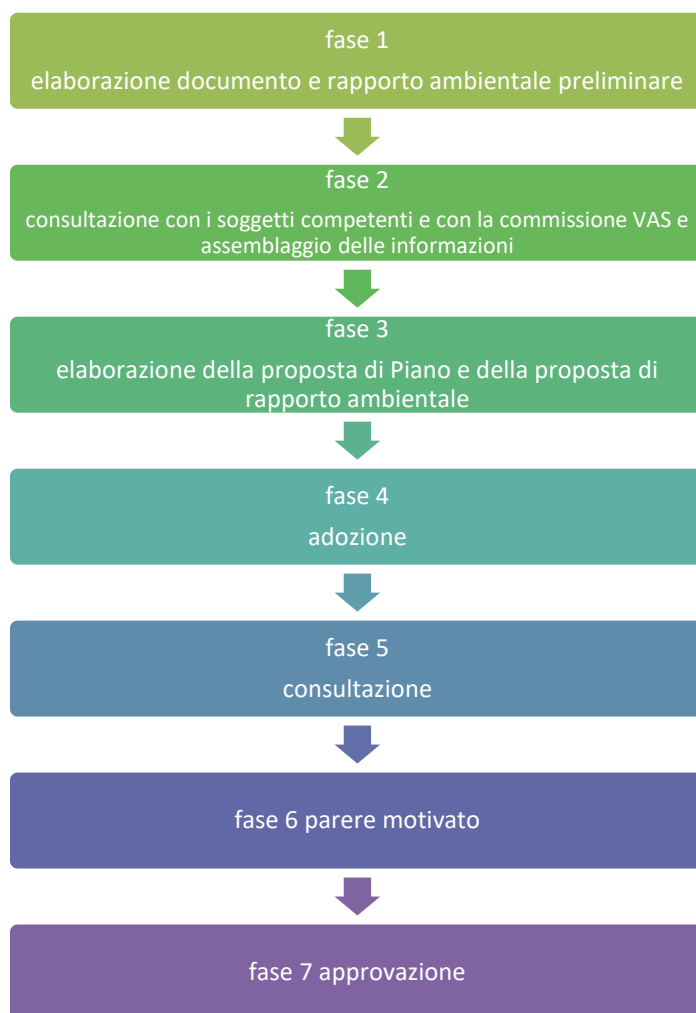 fase 1
elaborazione documento e rapporto ambientale preliminare
fase 2
consultazione con i soggetti competenti e con la commissione VAS e
assemblaggio delle informazioni
fase 3
elaborazione della proposta di Piano e della proposta di
rapporto ambientale
fase 4
adozione
fase 5
consultazione
fase 6 parere motivato
fase 7 approvazione